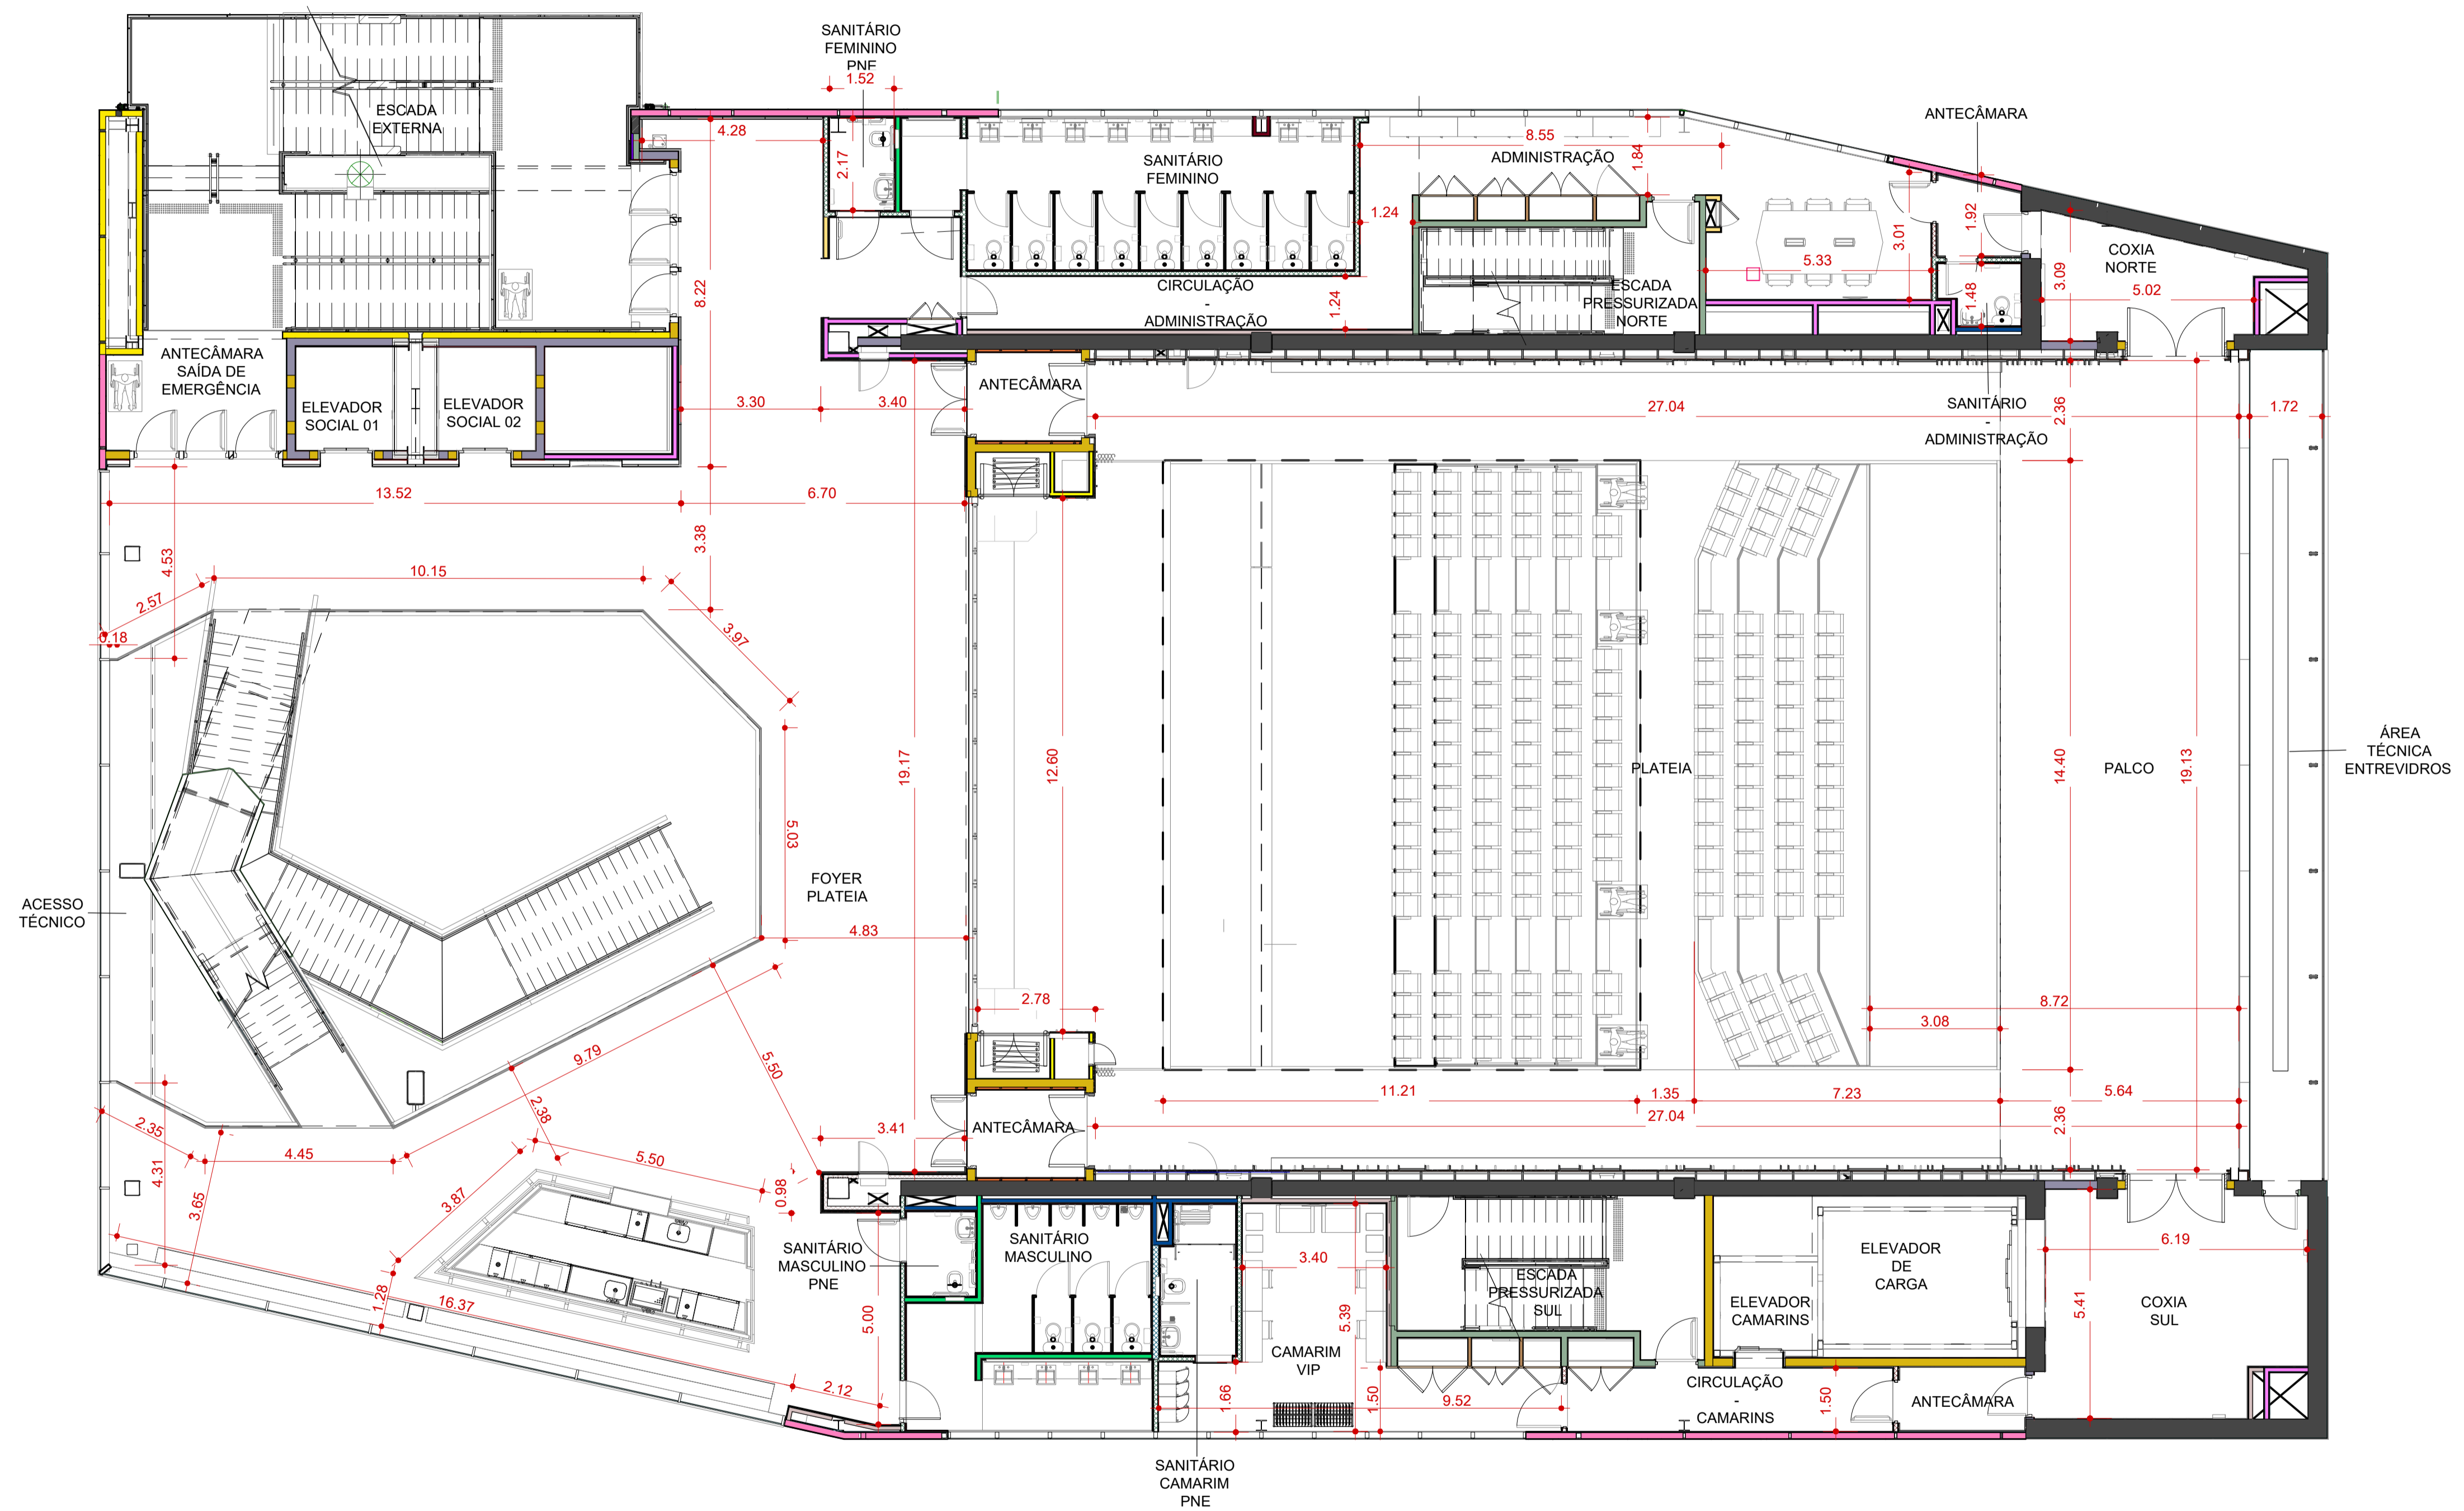 SANITÁRIO
FEMININO
PNE
1.52
ESCADA
EXTERNA
4.28
2.17
SANITÁRIO
FEMININO
8.55
ADMINISTRAÇÃO
1.84
ANTECÂMARA
1.24
3.01
1.92
COXIA
NORTE
3.09
5.02
5.33
1.48
8.22
CIRCULAÇÃO
-
ADMINISTRAÇÃO
1.24
ESCADA
PRESSURIZADA
NORTE
ANTECÂMARA
SAÍDA DE
EMERGÊNCIA
ELEVADOR
SOCIAL 01
ELEVADOR
SOCIAL 02
3.30
3.40
ANTECÂMARA
27.04
SANITÁRIO
-
ADMINISTRAÇÃO
2.36
1.72
13.52
6.70
3.38
4.53
10.15
2.57
0.18
3.97
19.17
12.60
PLATEIA
14.40
PALCO
19.13
ÁREA
TÉCNICA
ENTREVIDROS
5.03
FOYER
PLATEIA
ACESSO
TÉCNICO
4.83
2.78
8.72
3.08
9.79
5.50
2.38
11.21
1.35
7.23
5.64
27.04
2.36
2.35
4.31
4.45
3.41
ANTECÂMARA
5.50
3.87
3.65
0.98
1.28
16.37
2.12
SANITÁRIO
MASCULINO
PNE
5.00
SANITÁRIO
MASCULINO
3.40
5.39
CAMARIM
VIP
1.66
1.50
9.52
ESCADA
PRESSURIZADA
SUL
ELEVADOR
CAMARINS
ELEVADOR
DE
CARGA
6.19
5.41
COXIA
SUL
CIRCULAÇÃO
-
CAMARINS
1.50
ANTECÂMARA
SANITÁRIO
CAMARIM
PNE